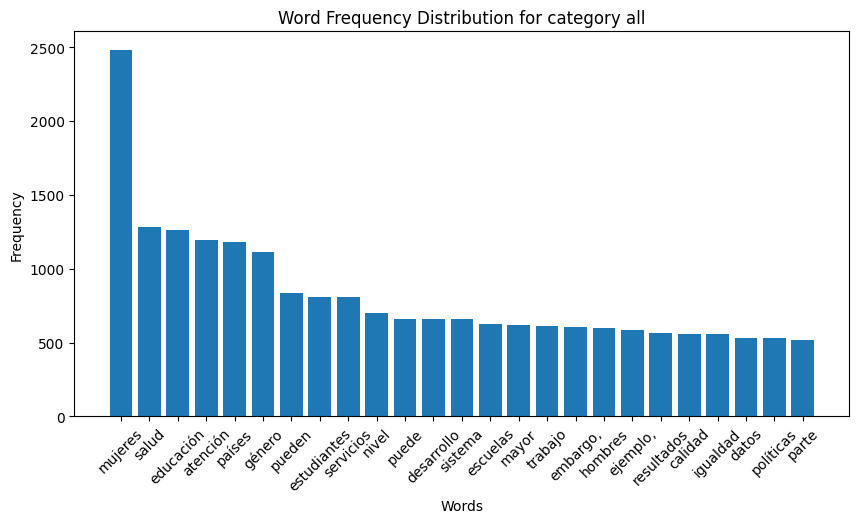 Word Frequency Distribution for category all
Frequency
2500
2000
1500
1000
500
0
mujeres
salud
educación
atención
países
género
pueden
estudiantes
servicios
nivel
puede
desarrollo
sistema
escuelas
mayor
trabajo
embargo,
hombres
ejemplo,
resultados
calidad
igualdad
datos
políticas
parte
Words